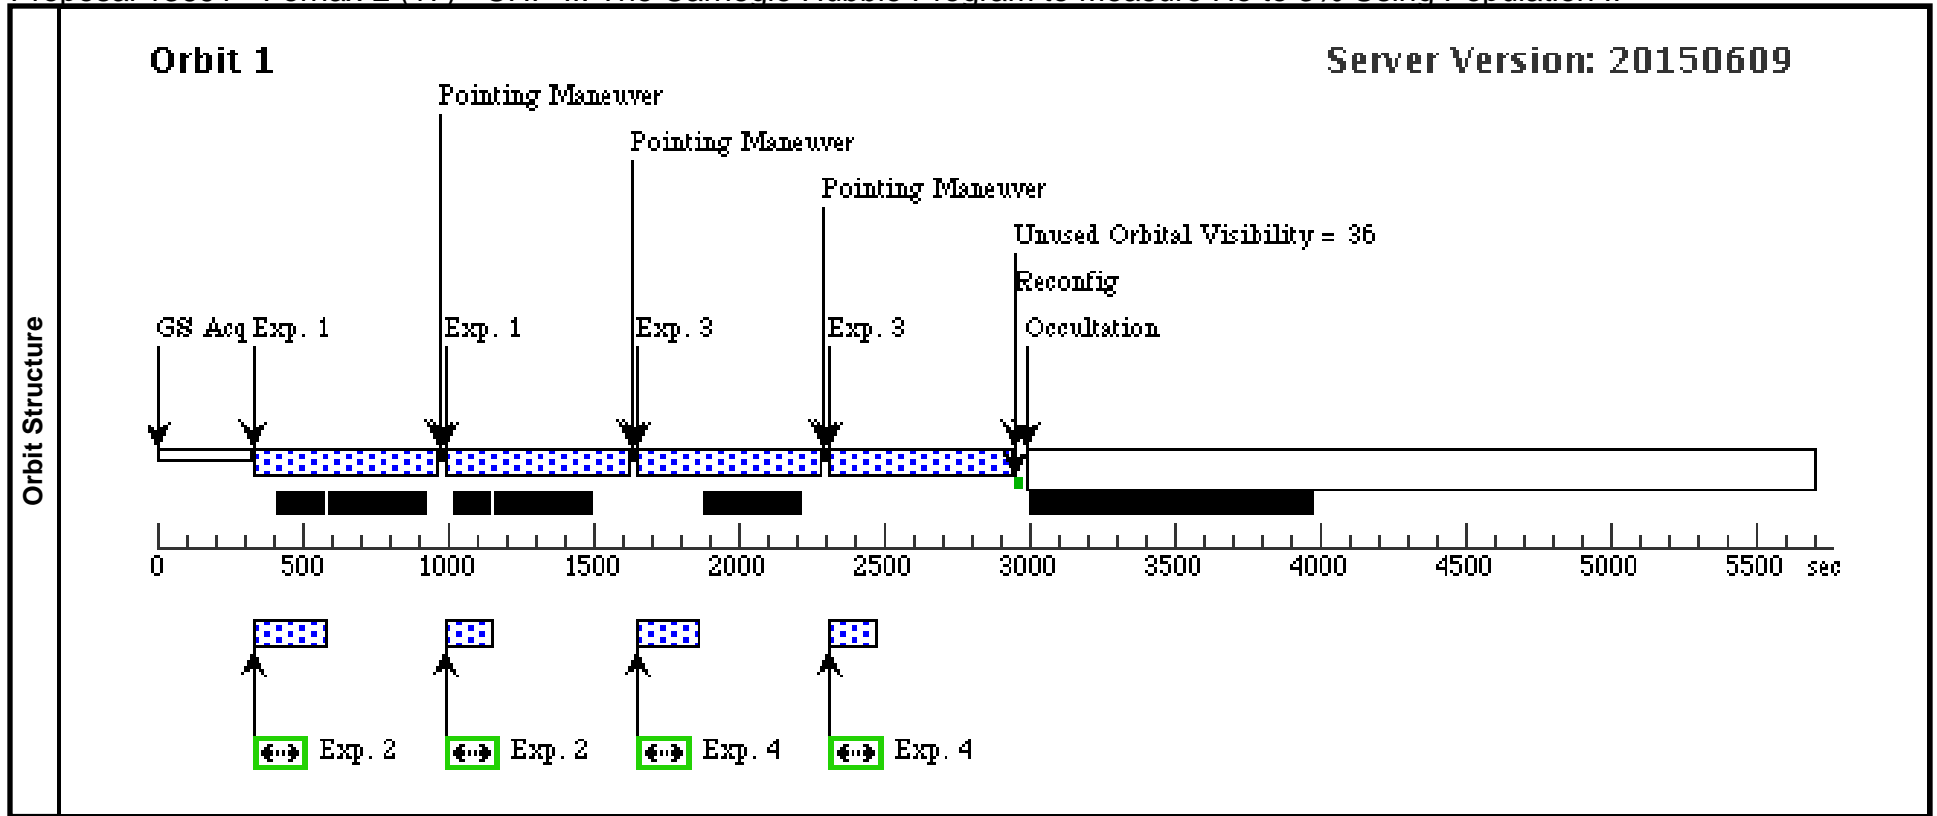 Orbit 1
Server Version: 20150609
Pointing Maneuver
Pointing Maneuver
Pointing Maneuver
Unused Orbital Visibility = 36
Reconfig
GS Acq
Exp. 1
Exp. 1
Exp. 3
Exp. 3
Occultation
Orbit Structure
0 500 1000 1500 2000 2500 3000 3500 4000 4500 5000 5500 sec
Exp. 2
Exp. 2
Exp. 4
Exp. 4